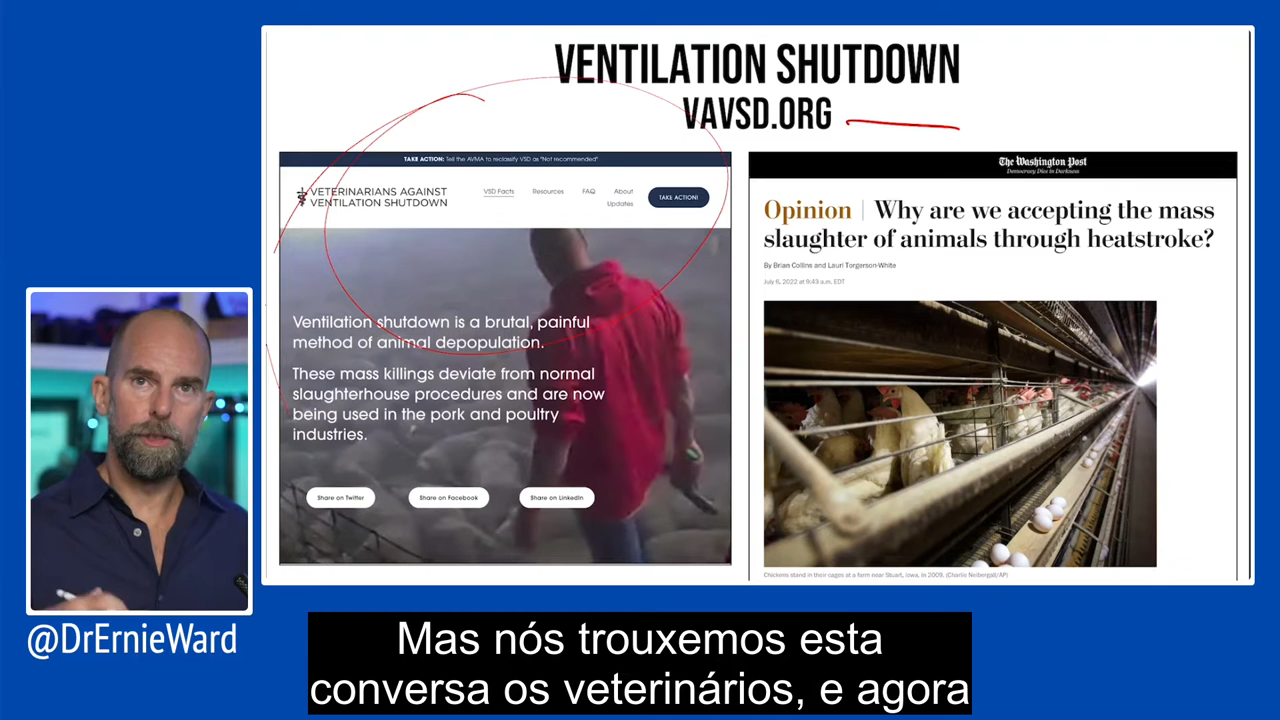 VENTILATION SHUTDOWN
VAVSD.ORG
TAKE ACTION: Tell the AVMA to reclassify VSD as "Not recommended"
VETERINARIANS AGAINST
VENTILATION SHUTDOWN
VSD Facts
Resources
FAQ
About
Updates
TAKE ACTION!
Ventilation shutdown is a brutal, painful
method of animal depopulation.
These mass killings deviate from normal
slaughterhouse procedures and are now
being used in the pork and poultry
industries.
Share on Twitter
Share on Facebook
Share on LinkedIn
The Washington Post
Democracy Dies in Darkness
Opinion | Why are we accepting the mass
slaughter of animals through heatstroke?
By Brian Collins and Lauri Torgerson-White
July 6, 2022 at 9:43 a.m. EDT
Chickens stand in their cages at a farm near Stuart, Iowa, in 2009. (Charlie Neibergall/AP)
@DrErnieWard
Mas nós trouxemos esta
conversa os veterinários, e agora